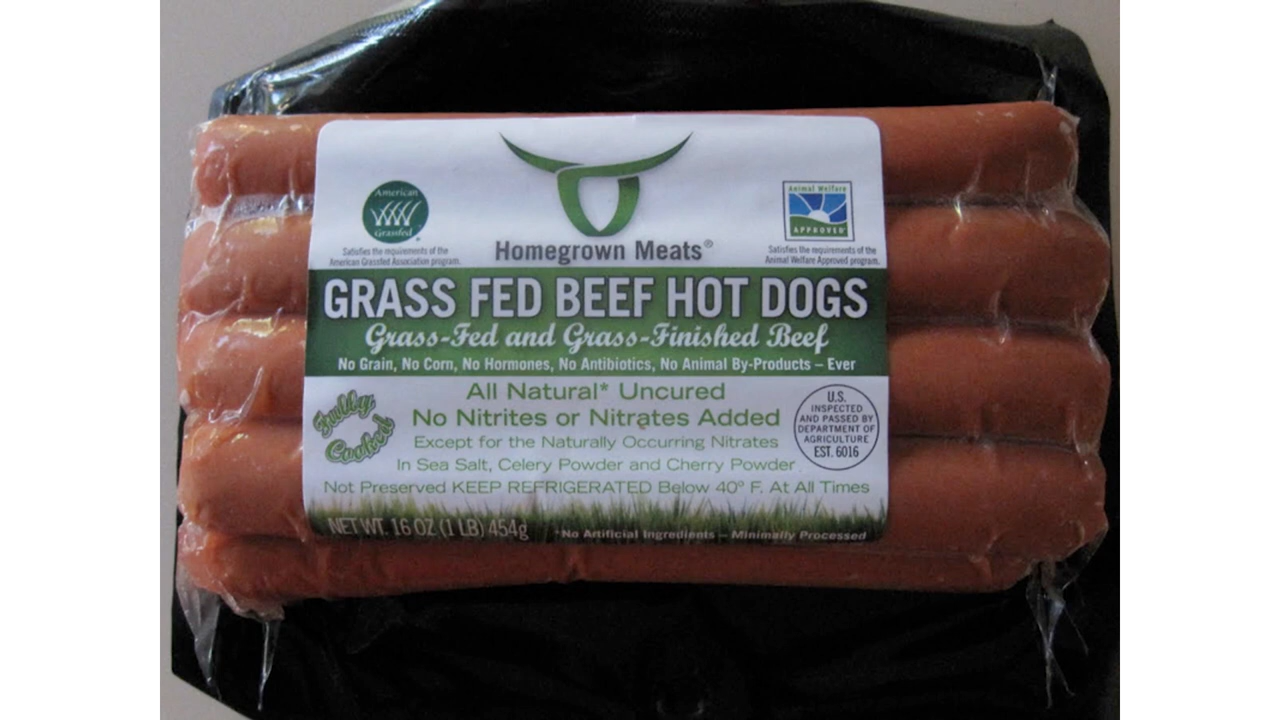 American
Grassfed
Satisfies the requirements of the
American Grassfed Association program.
Homegrown Meats®
Animal Welfare
APPROVED
Satisfies the requirements of the
Animal Welfare Approved program.
GRASS FED BEEF HOT DOGS
Grass-Fed and Grass-Finished Beef
No Grain, No Corn, No Hormones, No Antibiotics, No Animal By-Products – Ever
Fully
Cooked
All Natural* Uncured
No Nitrites or Nitrates Added
Except for the Naturally Occurring Nitrates
In Sea Salt, Celery Powder and Cherry Powder
Not Preserved KEEP REFRIGERATED Below 40º F. At All Times
U.S.
INSPECTED
AND PASSED BY
DEPARTMENT OF
AGRICULTURE
EST. 6016
NET WT. 16 OZ (1 LB) 454g
*No Artificial Ingredients – Minimally Processed